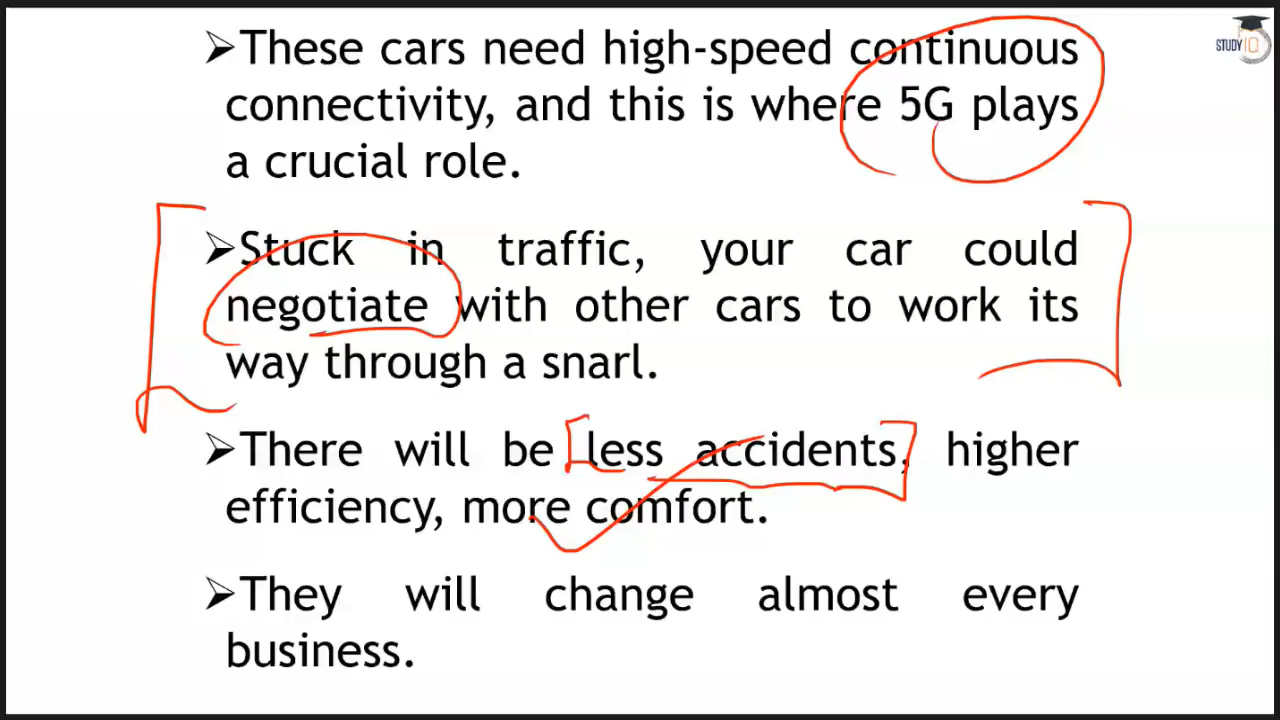 ➢These cars need high-speed continuous
connectivity, and this is where 5G plays
a crucial role.
➢Stuck in traffic, your car could
negotiate with other cars to work its
way through a snarl.
➢There will be less accidents, higher
efficiency, more comfort.
➢They will change almost every
business.
STUDY IQ